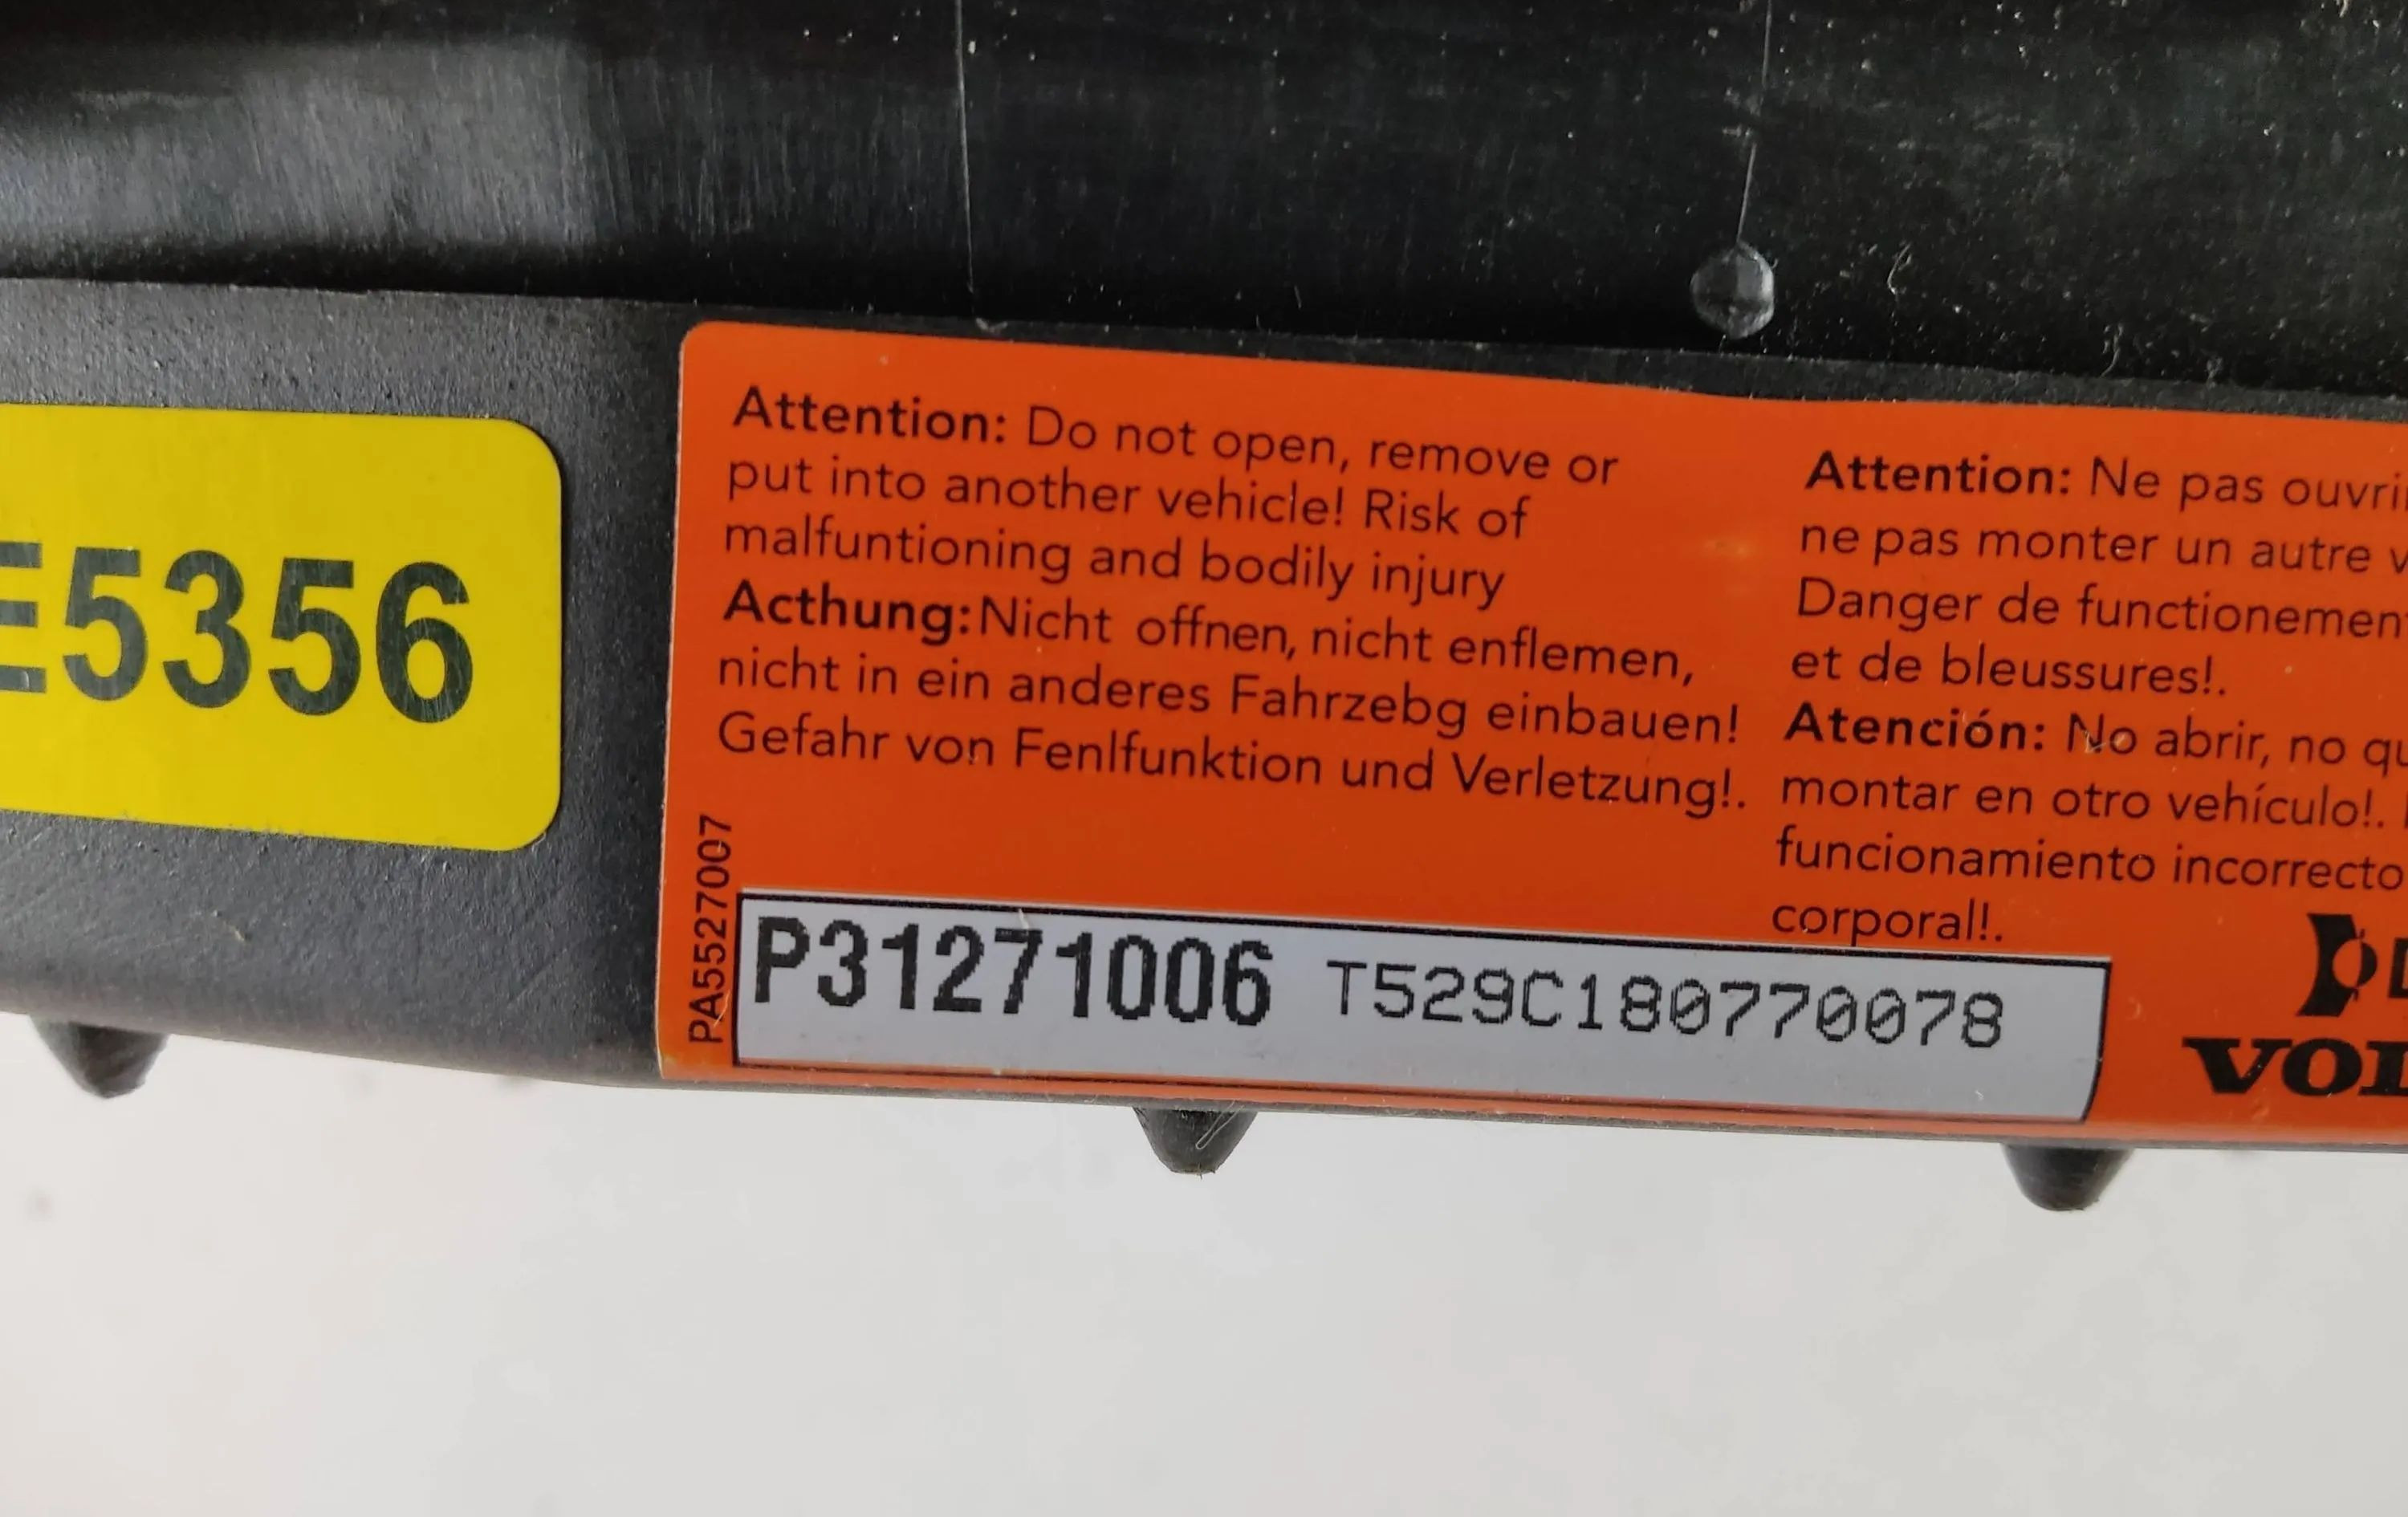 E5356
Attention: Do not open, remove or
put into another vehicle! Risk of
malfuntioning and bodily injury
Acthung: Nicht offnen, nicht enflemen,
nicht in ein anderes Fahrzebg einbauen!
Gefahr von Fenlfunktion und Verletzung!.
Attention: Ne pas ouvri
ne pas monter un autre v
Danger de functionemen
et de bleussures!.
Atención: No abrir, no qu
montar en otro vehículo!.
funcionamiento incorrecto
corporal!.
PA5527007
P31271006 T529C180770078
VOL